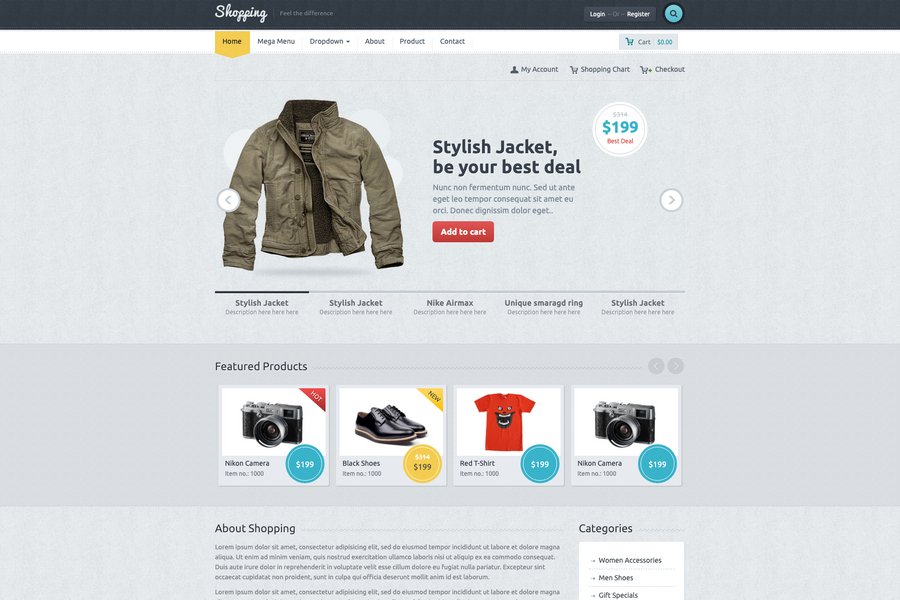 Shopping
Feel the difference
Login - Or - Register
Home
Mega Menu
Dropdown
About
Product
Contact
Cart
$0.00
My Account
Shopping Chart
Checkout
$314
$199
Best Deal
Stylish Jacket,
be your best deal
Nunc non fermentum nunc. Sed ut ante
eget leo tempor consequat sit amet eu
orci. Donec dignissim dolor eget..
Add to cart
Stylish Jacket
Description here here here
Stylish Jacket
Description here here here
Nike Airmax
Description here here here
Unique smaragd ring
Description here here here
Stylish Jacket
Description here here here
Featured Products
HOT
Nikon Camera
Item no.: 1000
$199
NEW
Black Shoes
Item no.: 1000
$314
$199
Red T-Shirt
Item no.: 1000
$199
Nikon Camera
Item no.: 1000
$199
About Shopping
Lorem ipsum dolor sit amet, consectetur adipisicing elit, sed do eiusmod tempor incididunt ut labore et dolore magna
aliqua. Ut enim ad minim veniam, quis nostrud exercitation ullamco laboris nisi ut aliquip ex ea commodo consequat.
Duis aute irure dolor in reprehenderit in voluptate velit esse cillum dolore eu fugiat nulla pariatur. Excepteur sint
occaecat cupidatat non proident, sunt in culpa qui officia deserunt mollit anim id est laborum.
Lorem ipsum dolor sit amet, consectetur adipisicing elit, sed do eiusmod tempor incididunt ut labore et dolore magna
Categories
Women Accessories
Men Shoes
Gift Specials